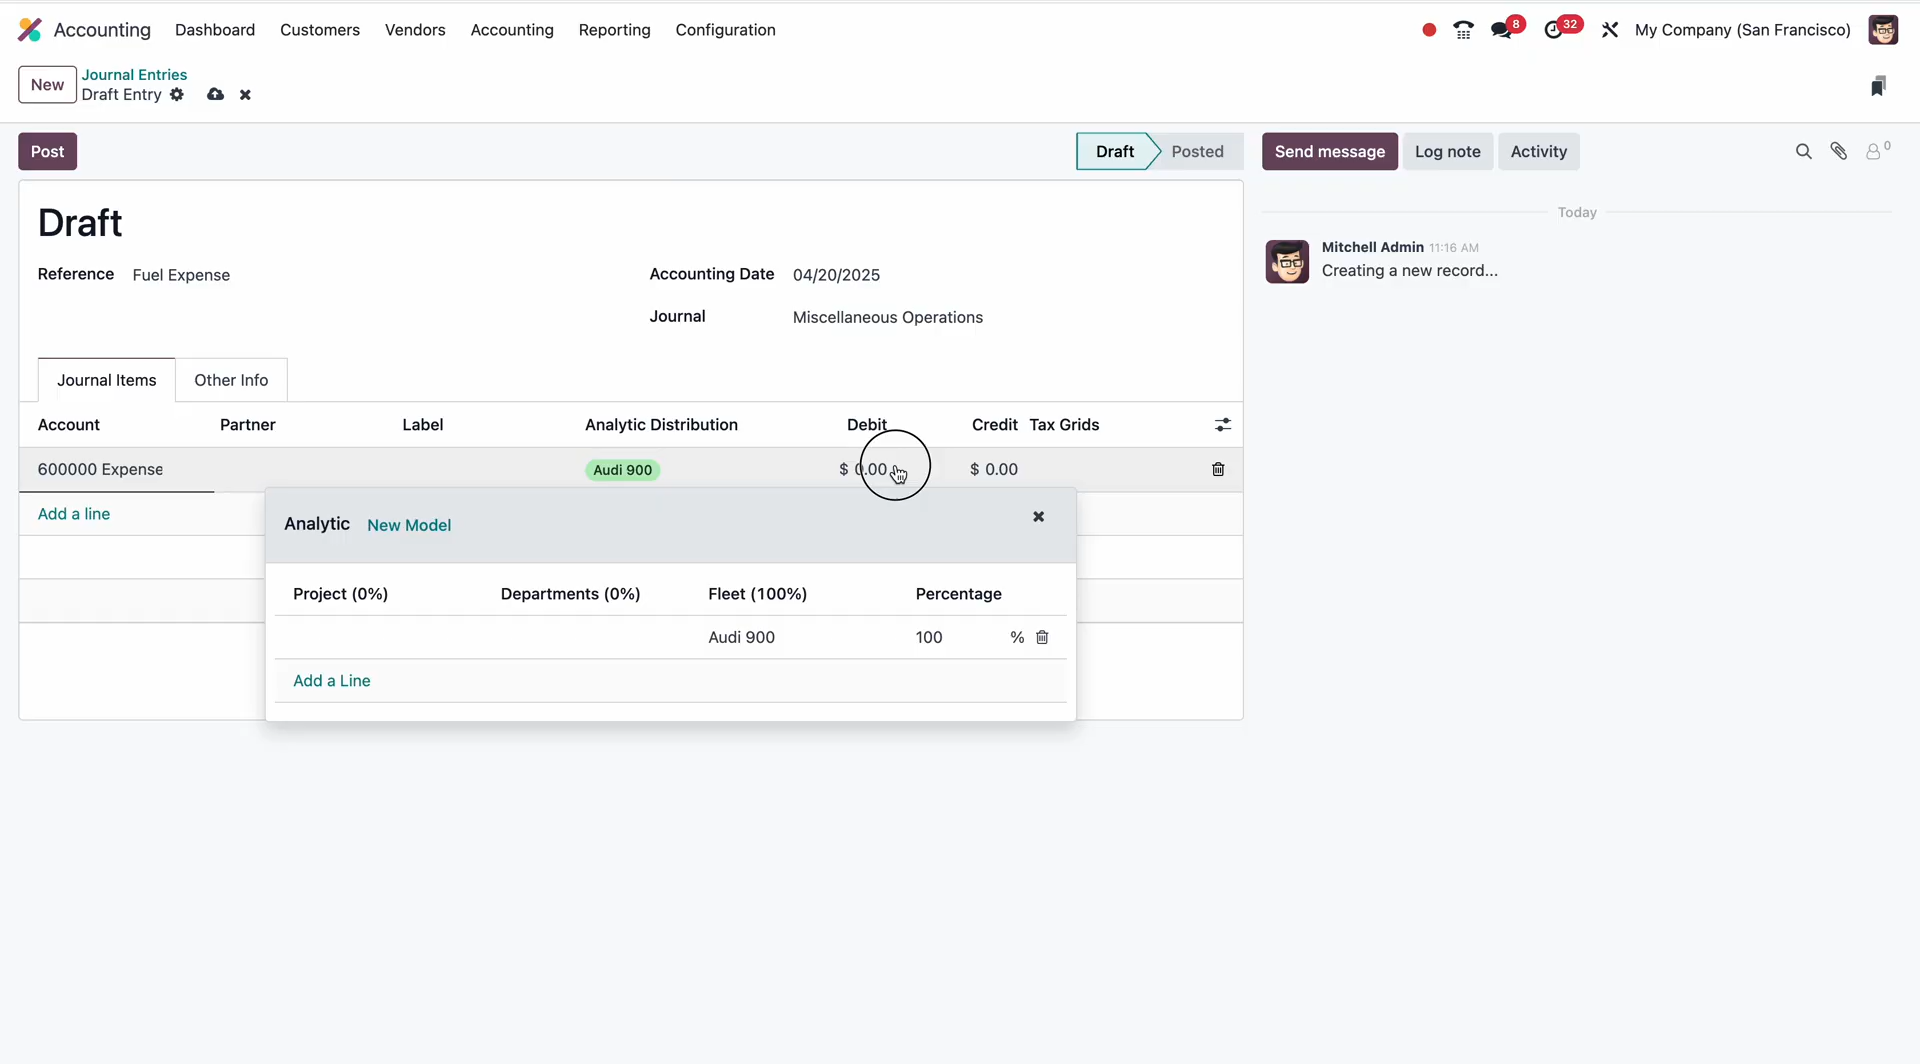 Accounting Dashboard Customers Vendors Accounting Reporting Configuration 8 32 My Company (San Francisco)
New Journal Entries
Draft Entry
Post Draft Posted Send message Log note Activity 0
Draft
Today
Mitchell Admin 11:16 AM
Creating a new record...
Reference Fuel Expense Accounting Date 04/20/2025
Journal Miscellaneous Operations
Journal Items Other Info
Account Partner Label Analytic Distribution Debit Credit Tax Grids
600000 Expense Audi 900 $ 0.00 $ 0.00
Add a line
Analytic New Model
Project (0%) Departments (0%) Fleet (100%) Percentage
Audi 900 100 %
Add a Line